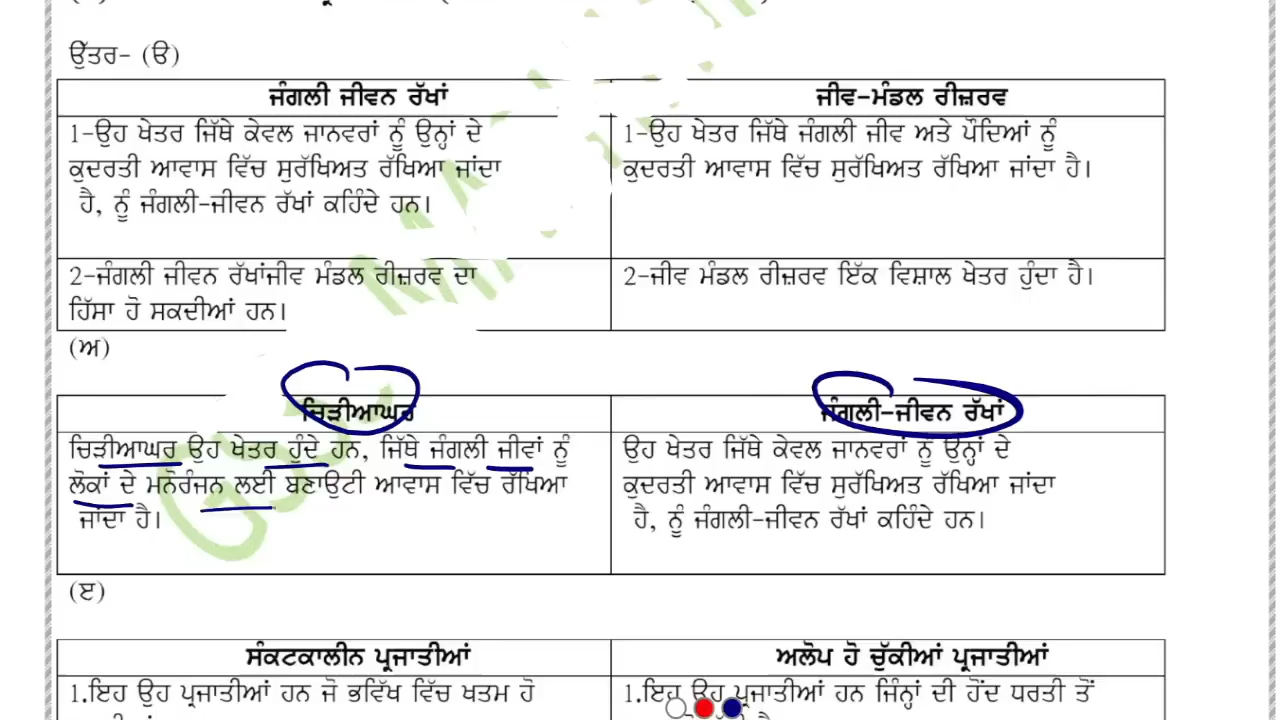 ਉੱਤਰ- (ੳ)
ਜੰਗਲੀ ਜੀਵਨ ਰੱਖਾਂ
ਜੀਵ-ਮੰਡਲ ਰੀਜ਼ਰਵ
1-ਉਹ ਖੇਤਰ ਜਿੱਥੇ ਕੇਵਲ ਜਾਨਵਰਾਂ ਨੂੰ ਉਨ੍ਹਾਂ ਦੇ
ਕੁਦਰਤੀ ਆਵਾਸ ਵਿੱਚ ਸੁਰੱਖਿਅਤ ਰੱਖਿਆ ਜਾਂਦਾ
ਹੈ, ਨੂੰ ਜੰਗਲੀ-ਜੀਵਨ ਰੱਖਾਂ ਕਹਿੰਦੇ ਹਨ।
1-ਉਹ ਖੇਤਰ ਜਿੱਥੇ ਜੰਗਲੀ ਜੀਵ ਅਤੇ ਪੌਦਿਆਂ ਨੂੰ
ਕੁਦਰਤੀ ਆਵਾਸ ਵਿੱਚ ਸੁਰੱਖਿਅਤ ਰੱਖਿਆ ਜਾਂਦਾ ਹੈ।
2-ਜੰਗਲੀ ਜੀਵਨ ਰੱਖਾਂਜੀਵ ਮੰਡਲ ਰੀਜ਼ਰਵ ਦਾ
ਹਿੱਸਾ ਹੋ ਸਕਦੀਆਂ ਹਨ।
2-ਜੀਵ ਮੰਡਲ ਰੀਜ਼ਰਵ ਇੱਕ ਵਿਸ਼ਾਲ ਖੇਤਰ ਹੁੰਦਾ ਹੈ।
(ਅ)
ਚਿੜੀਆਘਰ
ਜੰਗਲੀ-ਜੀਵਨ ਰੱਖਾਂ
ਚਿੜੀਆਘਰ ਉਹ ਖੇਤਰ ਹੁੰਦੇ ਹਨ, ਜਿੱਥੇ ਜੰਗਲੀ ਜੀਵਾਂ ਨੂੰ
ਲੋਕਾਂ ਦੇ ਮਨੋਰੰਜਨ ਲਈ ਬਣਾਉਟੀ ਆਵਾਸ ਵਿੱਚ ਰੱਖਿਆ
ਜਾਂਦਾ ਹੈ।
ਉਹ ਖੇਤਰ ਜਿੱਥੇ ਕੇਵਲ ਜਾਨਵਰਾਂ ਨੂੰ ਉਨ੍ਹਾਂ ਦੇ
ਕੁਦਰਤੀ ਆਵਾਸ ਵਿੱਚ ਸੁਰੱਖਿਅਤ ਰੱਖਿਆ ਜਾਂਦਾ
ਹੈ, ਨੂੰ ਜੰਗਲੀ-ਜੀਵਨ ਰੱਖਾਂ ਕਹਿੰਦੇ ਹਨ।
(ੲ)
ਸੰਕਟਕਾਲੀਨ ਪ੍ਰਜਾਤੀਆਂ
ਅਲੋਪ ਹੋ ਚੁੱਕੀਆਂ ਪ੍ਰਜਾਤੀਆਂ
1.ਇਹ ਉਹ ਪ੍ਰਜਾਤੀਆਂ ਹਨ ਜੋ ਭਵਿੱਖ ਵਿੱਚ ਖਤਮ ਹੋ
1.ਇਹ ਉਹ ਪ੍ਰਜਾਤੀਆਂ ਹਨ ਜਿੰਨ੍ਹਾਂ ਦੀ ਹੋਂਦ ਧਰਤੀ ਤੋਂ